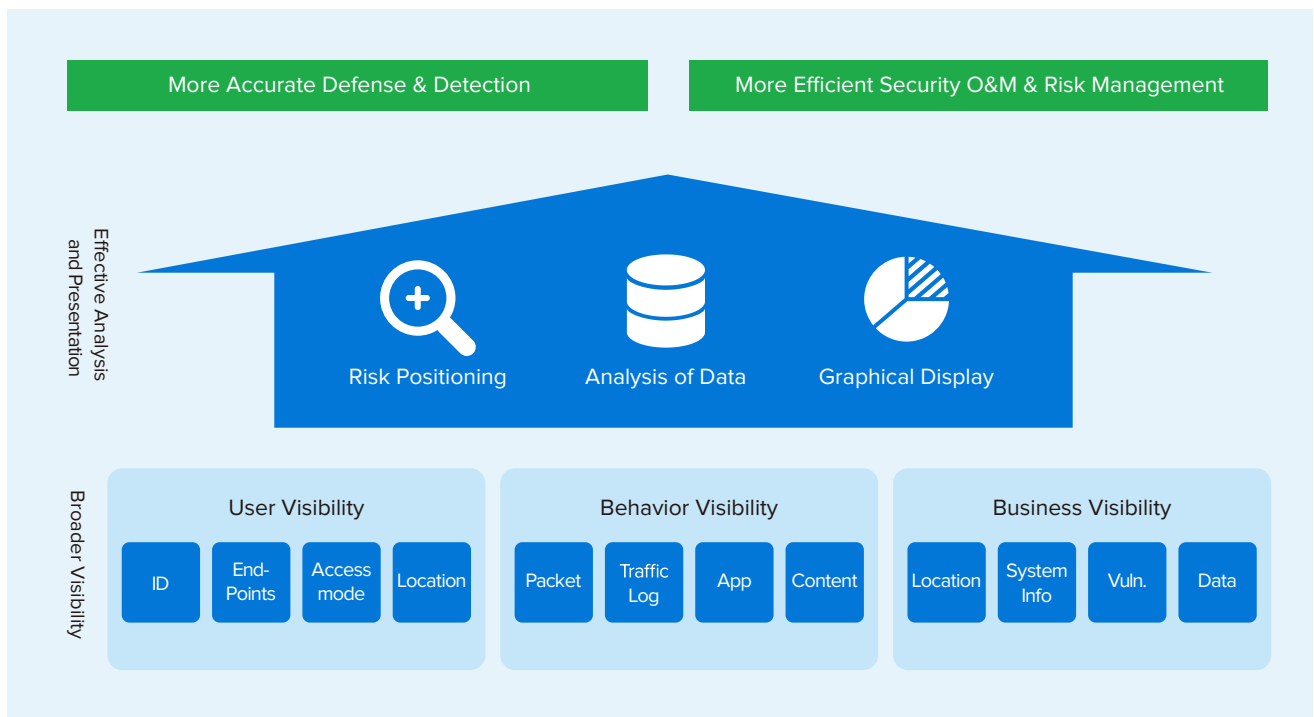 More Accurate Defense & Detection
More Efficient Security O&M & Risk Management
Effective Analysis
and Presentation
Risk Positioning
Analysis of Data
Graphical Display
Broader Visibility
User Visibility
ID
End-
Points
Access
mode
Location
Behavior Visibility
Packet
Traffic
Log
App
Content
Business Visibility
Location
System
Info
Vuln.
Data